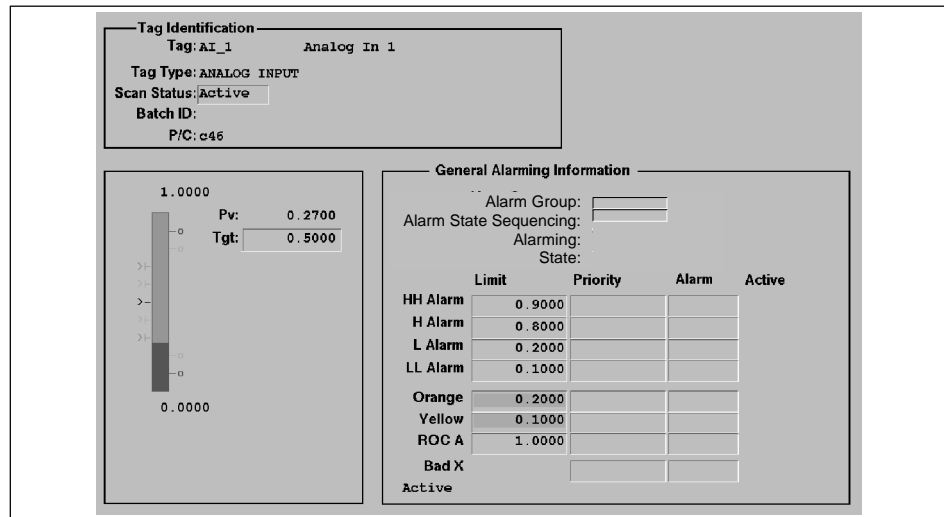 Tag Identification
Tag: AI_1 Analog In 1
Tag Type: ANALOG INPUT
Scan Status: Active
Batch ID:
P/C: c46
1.0000
Pv: 0.2700
Tgt: 0.5000
0.0000
General Alarming Information
Alarm Group:
Alarm State Sequencing:
Alarming:
State:
Limit Priority Alarm Active
HH Alarm 0.9000
H Alarm 0.8000
L Alarm 0.2000
LL Alarm 0.1000
Orange 0.2000
Yellow 0.1000
ROC A 1.0000
Bad X
Active